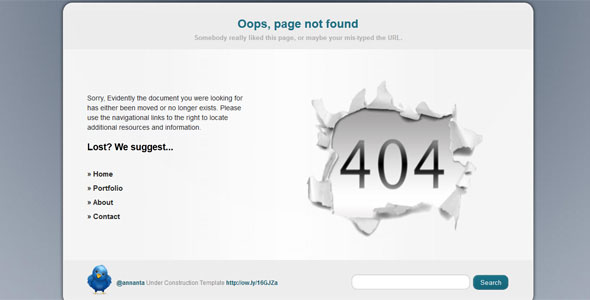 Oops, page not found
Somebody really liked this page, or maybe your mis-typed the URL.
Sorry, Evidently the document you were looking for
has either been moved or no longer exists. Please
use the navigational links to the right to locate
additional resources and information.
Lost? We suggest...
» Home
» Portfolio
» About
» Contact
404
@annanta Under Construction Template http://ow.ly/16GJZa
Search